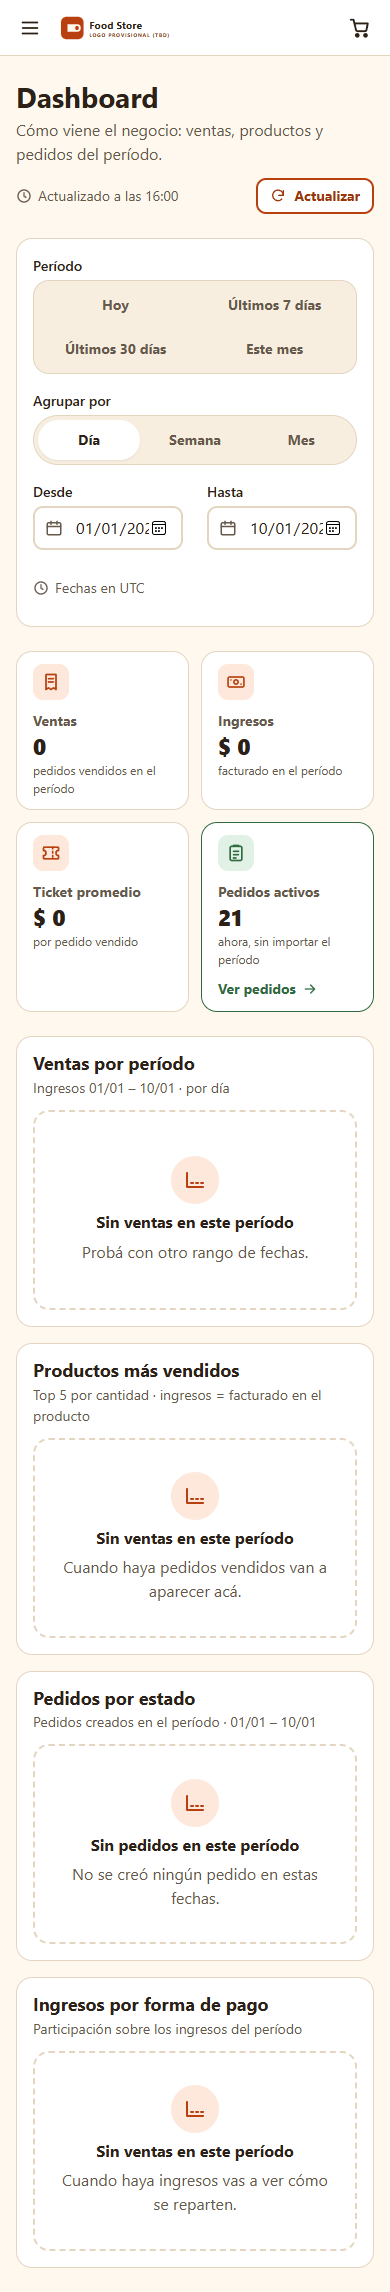 Food Store
LOGO PROVISIONAL (TBD)
Dashboard
Cómo viene el negocio: ventas, productos y
pedidos del período.
Actualizado a las 16:00
Actualizar
Período
Hoy
Últimos 7 días
Últimos 30 días
Este mes
Agrupar por
Día
Semana
Mes
Desde
Hasta
01/01/202
10/01/202
Fechas en UTC
Ventas
0
pedidos vendidos en el
período
Ingresos
$ 0
facturado en el período
Ticket promedio
$ 0
por pedido vendido
Pedidos activos
21
ahora, sin importar el
período
Ver pedidos
Ventas por período
Ingresos 01/01 – 10/01 · por día
Sin ventas en este período
Probá con otro rango de fechas.
Productos más vendidos
Top 5 por cantidad · ingresos = facturado en el
producto
Sin ventas en este período
Cuando haya pedidos vendidos van a
aparecer acá.
Pedidos por estado
Pedidos creados en el período · 01/01 – 10/01
Sin pedidos en este período
No se creó ningún pedido en estas
fechas.
Ingresos por forma de pago
Participación sobre los ingresos del período
Sin ventas en este período
Cuando haya ingresos vas a ver cómo
se reparten.